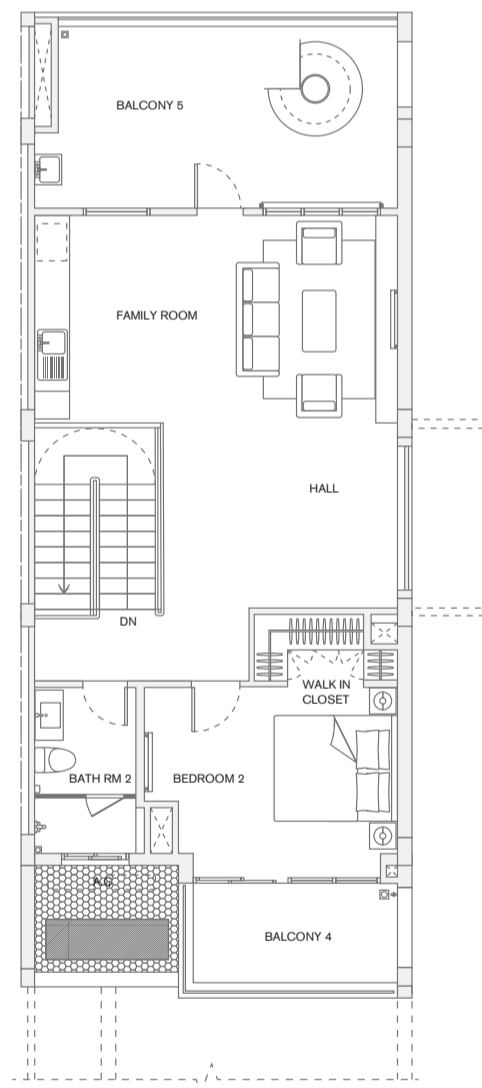 BALCONY 5
FAMILY ROOM
HALL
DN
WALK IN
CLOSET
BATH RM 2
BEDROOM 2
A.C.
BALCONY 4